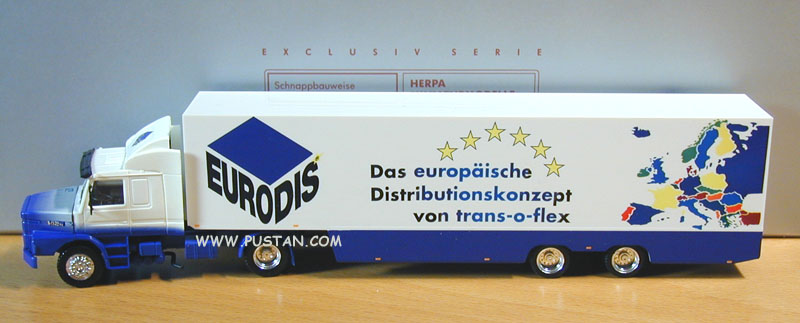 EXCLUSIV SERIE
Schnappbauweise
HERPA
EURODIS®
Das europäische
Distributionskonzept
von trans-o-flex
WWW.PUSTAN.COM